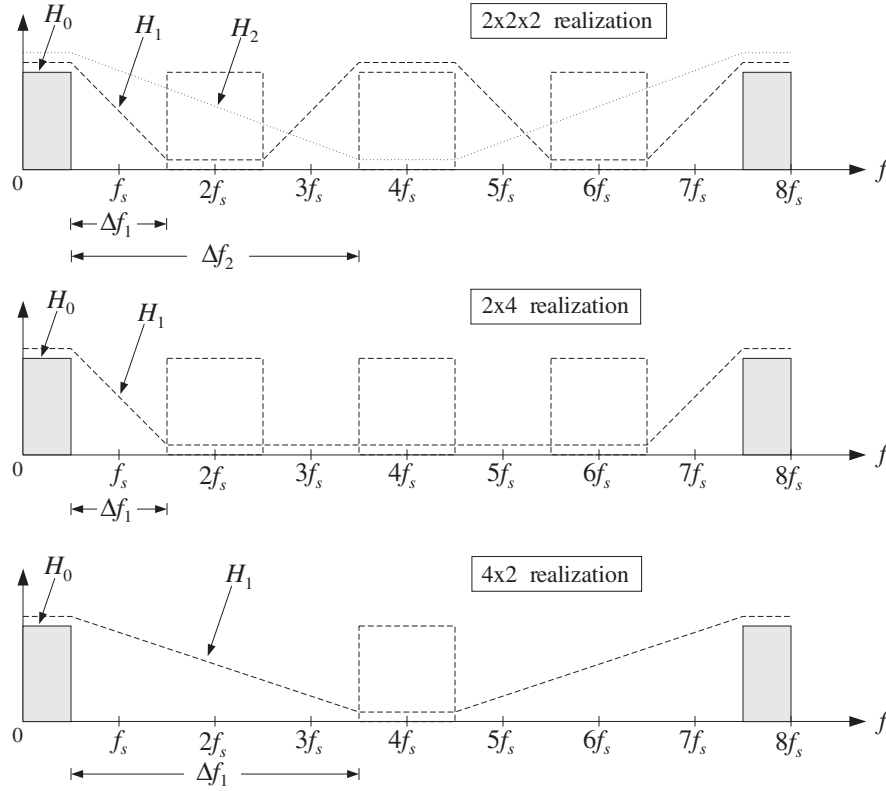 H₀
H₁
H₂
2x2x2 realization
0
fₛ
2fₛ
3fₛ
4fₛ
5fₛ
6fₛ
7fₛ
8fₛ
f
Δf₁
Δf₂
H₀
H₁
2x4 realization
0
fₛ
2fₛ
3fₛ
4fₛ
5fₛ
6fₛ
7fₛ
8fₛ
f
Δf₁
H₀
H₁
4x2 realization
0
fₛ
2fₛ
3fₛ
4fₛ
5fₛ
6fₛ
7fₛ
8fₛ
f
Δf₁